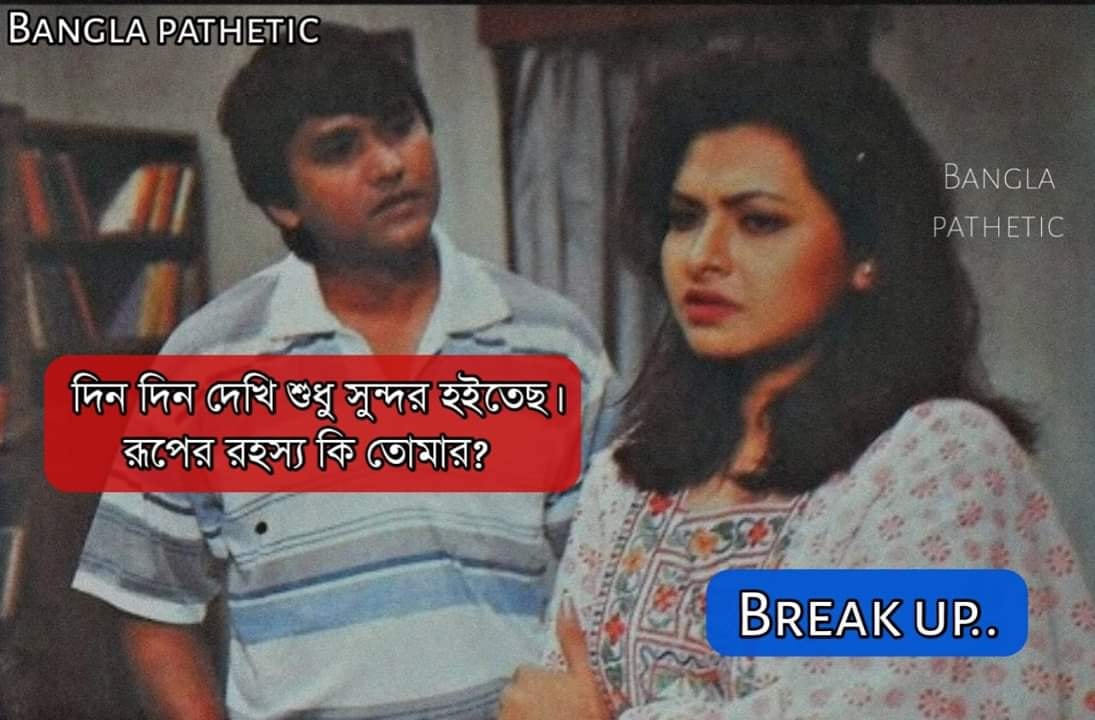 BANGLA PATHETIC
BANGLA
PATHETIC
দিন দিন দেখি শুধু সুন্দর হইতেছ।
রূপের রহস্য কি তোমার?
BREAK UP..